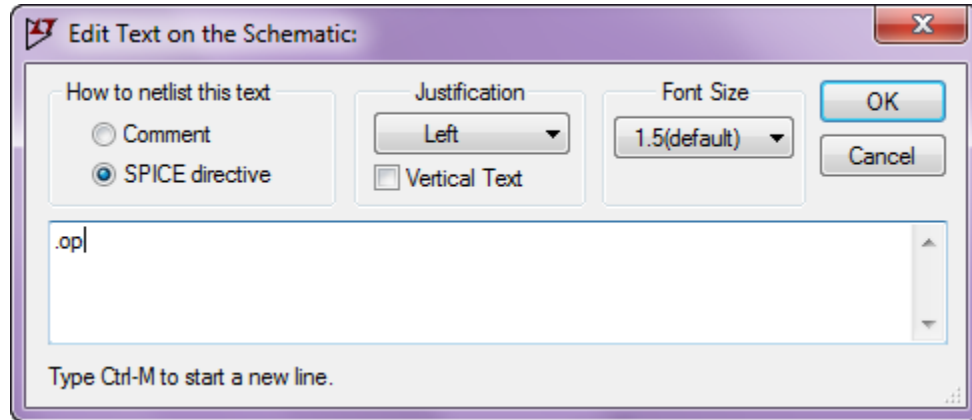 Edit Text on the Schematic:
How to netlist this text
Comment
SPICE directive
Justification
Left
Vertical Text
Font Size
1.5(default)
OK
Cancel
.op
Type Ctrl-M to start a new line.